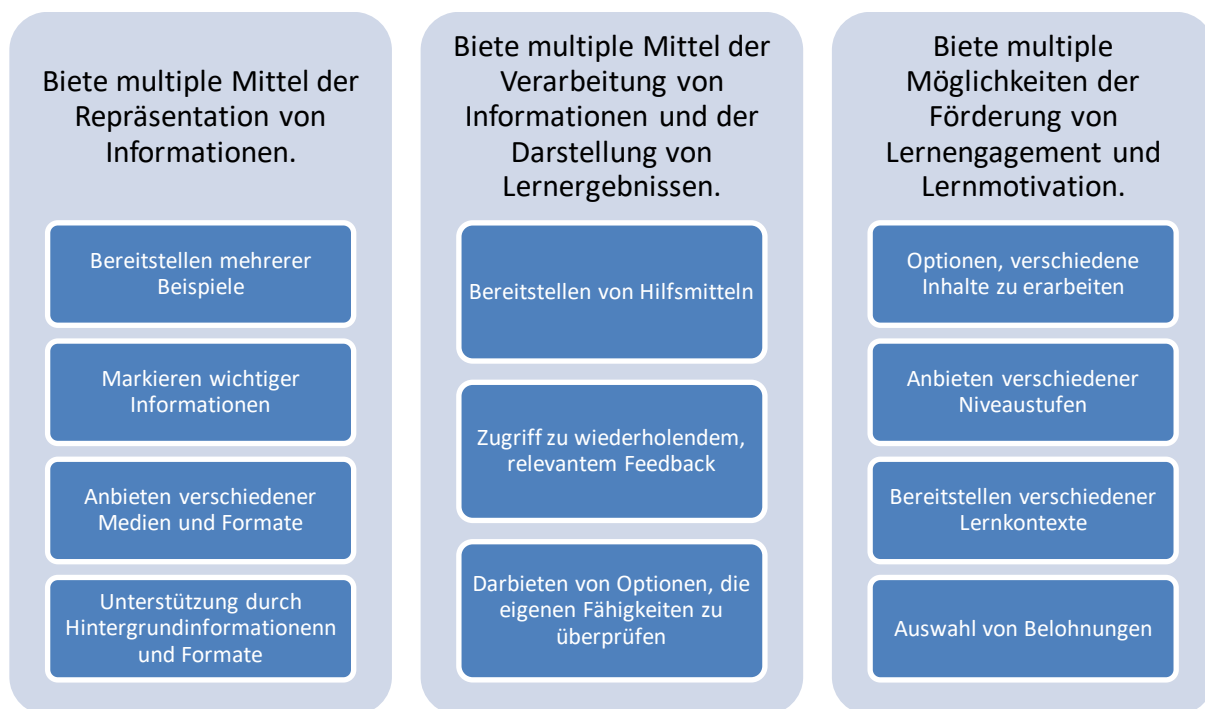 Biete multiple Mittel der
Repräsentation von
Informationen.
Bereitstellen mehrerer
Beispiele
Markieren wichtiger
Informationen
Anbieten verschiedener
Medien und Formate
Unterstützung durch
Hintergrundinformationenn
und Formate
Biete multiple Mittel der
Verarbeitung von
Informationen und der
Darstellung von
Lernergebnissen.
Bereitstellen von Hilfsmitteln
Zugriff zu wiederholendem,
relevantem Feedback
Darbieten von Optionen, die
eigenen Fähigkeiten zu
überprüfen
Biete multiple
Möglichkeiten der
Förderung von
Lernengagement und
Lernmotivation.
Optionen, verschiedene
Inhalte zu erarbeiten
Anbieten verschiedener
Niveaustufen
Bereitstellen verschiedener
Lernkontexte
Auswahl von Belohnungen